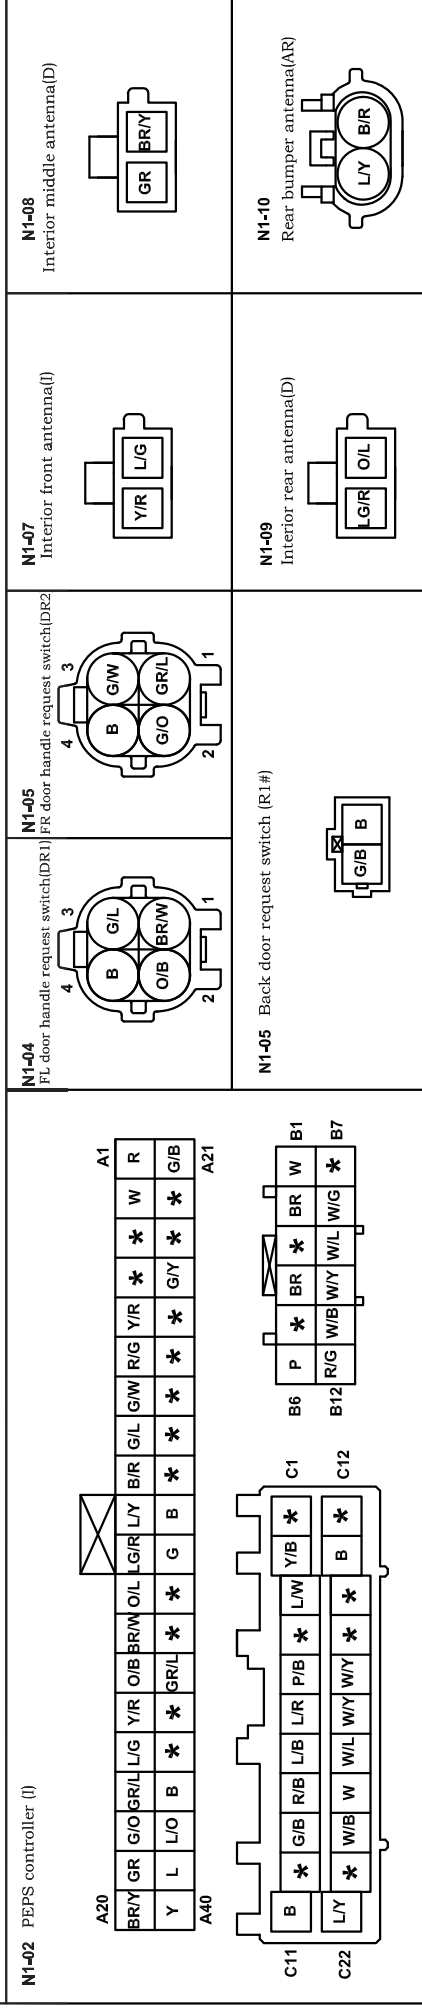 N1-02 PEPS controller (I)
A20 A1
BR/Y GR G/O GR/L L/G Y/R O/B BR/W O/L LG/R L/Y B/R G/L G/W R/G Y/R * * W R
Y L L/O B * * GR/L * * G B * * * * * G/Y * * G/B
A40 A21
C11 C1
B * G/B R/B L/B L/R P/B * L/W Y/B *
L/Y * W/B W W/L W/Y W/Y * * B *
C22 C12
B6 P * BR * BR W B1
B12 R/G W/B W/Y W/L W/G * B7
N1-04
FL door handle request switch(DR1)
4 3
B G/L
O/B BR/W
2 1
N1-05
FR door handle request switch(DR2
4 3
B G/W
G/O GR/L
2 1
N1-07
Interior front antenna(I)
Y/R L/G
N1-08
Interior middle antenna(D)
GR BR/Y
N1-05 Back door request switch (R1#)
G/B B
N1-09
Interior rear antenna(D)
LG/R O/L
N1-10
Rear bumper antenna(AR)
L/Y B/R